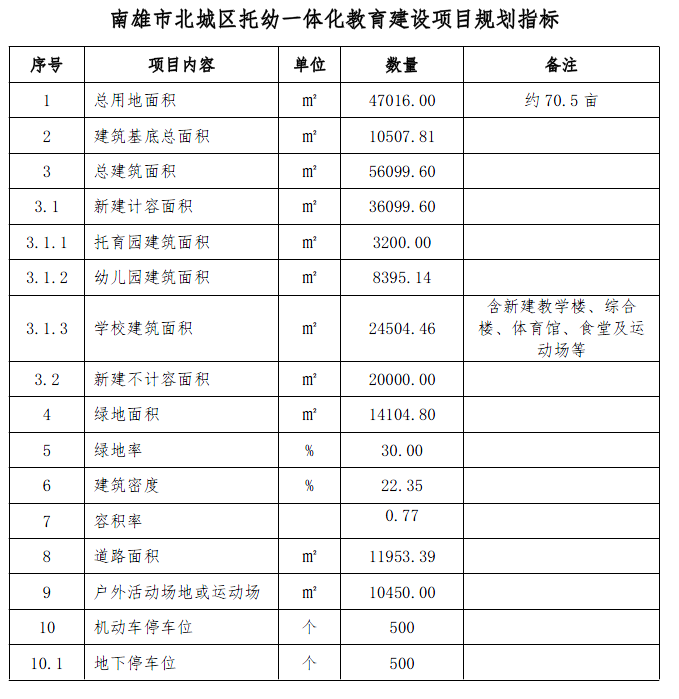 南雄市北城区托幼一体化教育建设项目规划指标
序号 项目内容 单位 数量 备注
1 总用地面积 ㎡ 47016.00 约 70.5 亩
2 建筑基底总面积 ㎡ 10507.81
3 总建筑面积 ㎡ 56099.60
3.1 新建计容面积 ㎡ 36099.60
3.1.1 托育园建筑面积 ㎡ 3200.00
3.1.2 幼儿园建筑面积 ㎡ 8395.14
3.1.3 学校建筑面积 ㎡ 24504.46 含新建教学楼、综合
楼、体育馆、食堂及运
动场等
3.2 新建不计容面积 ㎡ 20000.00
4 绿地面积 ㎡ 14104.80
5 绿地率 % 30.00
6 建筑密度 % 22.35
7 容积率 0.77
8 道路面积 ㎡ 11953.39
9 户外活动场地或运动场 ㎡ 10450.00
10 机动车停车位 个 500
10.1 地下停车位 个 500